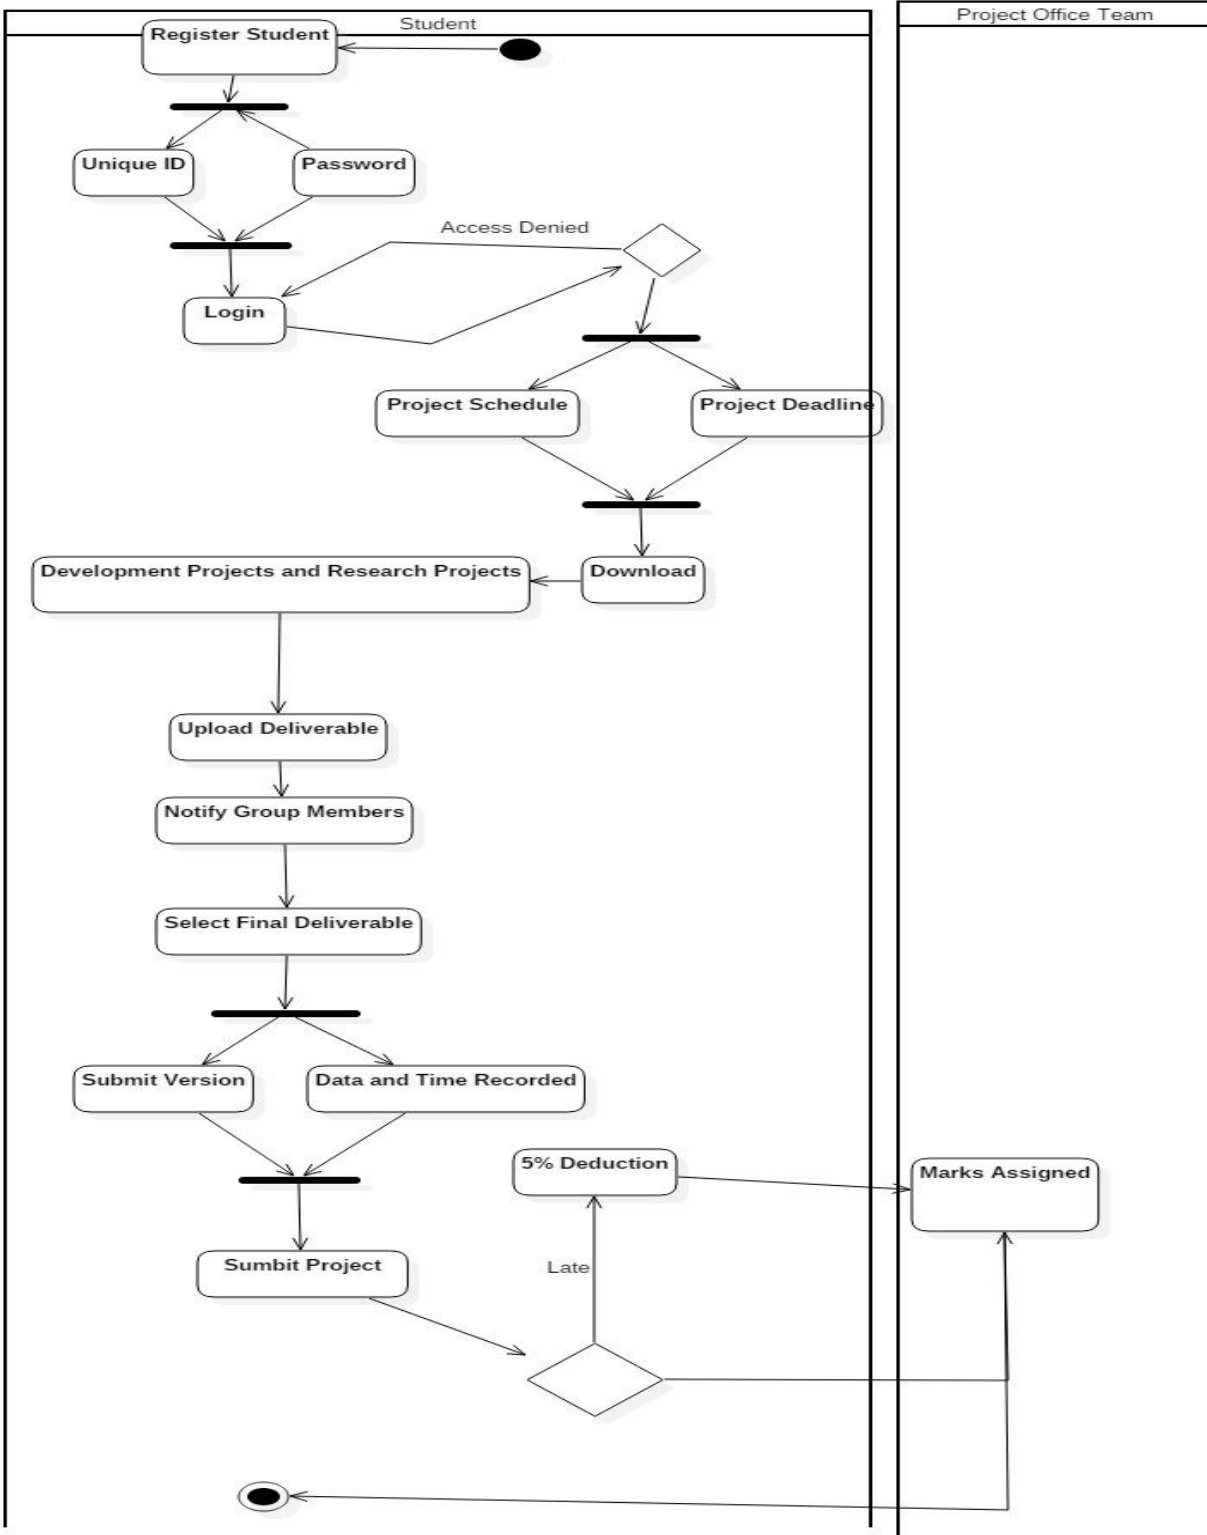 Student
Project Office Team
Register Student
Unique ID
Password
Access Denied
Login
Project Schedule
Project Deadline
Development Projects and Research Projects
Download
Upload Deliverable
Notify Group Members
Select Final Deliverable
Submit Version
Data and Time Recorded
5% Deduction
Marks Assigned
Sumbit Project
Late